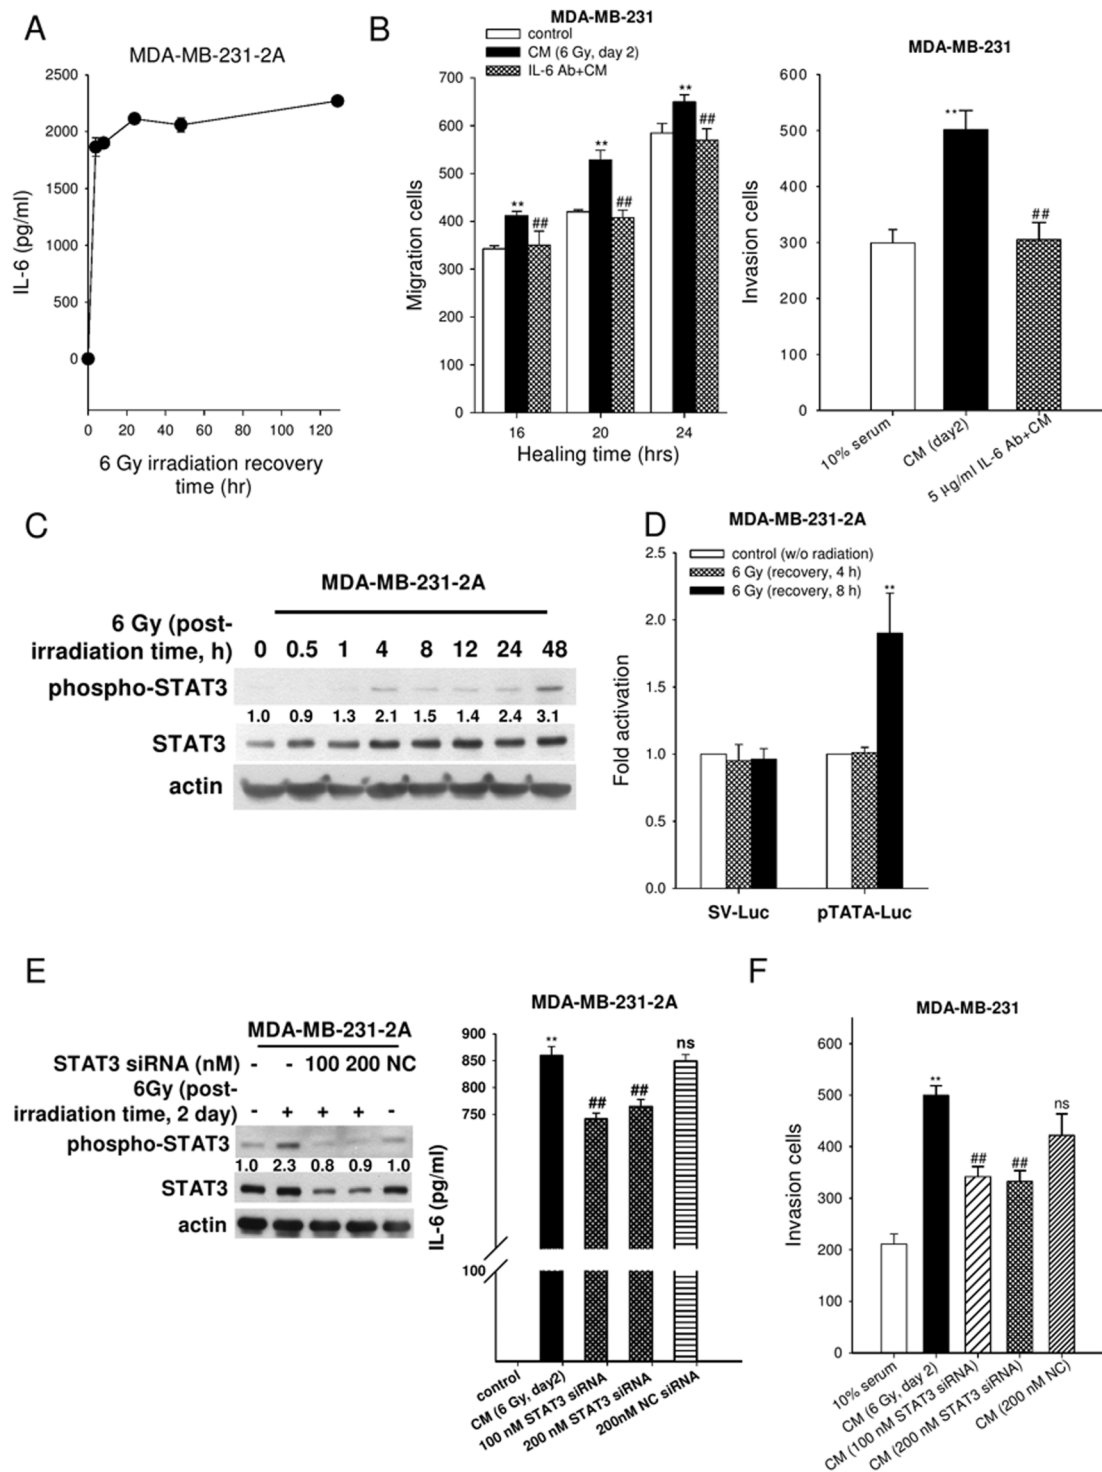 A
MDA-MB-231-2A
2500
2000
1500
1000
500
0
IL-6 (pg/ml)
0 20 40 60 80 100 120
6 Gy irradiation recovery
time (hr)
B
MDA-MB-231
control
CM (6 Gy, day 2)
IL-6 Ab+CM
700
600
500
400
300
200
100
0
Migration cells
** ## ** ## ** ##
16 20 24
Healing time (hrs)
MDA-MB-231
600
500
400
300
200
100
0
Invasion cells
** ##
10% serum
CM (day2)
5 µg/ml IL-6 Ab+CM
C
MDA-MB-231-2A
6 Gy (post-
irradiation time, h) 0 0.5 1 4 8 12 24 48
phospho-STAT3
1.0 0.9 1.3 2.1 1.5 1.4 2.4 3.1
STAT3
actin
D
MDA-MB-231-2A
control (w/o radiation)
6 Gy (recovery, 4 h)
6 Gy (recovery, 8 h)
2.5
2.0
1.5
1.0
0.5
0.0
Fold activation
**
SV-Luc pTATA-Luc
E
MDA-MB-231-2A
STAT3 siRNA (nM) - - 100 200 NC
6Gy (post-
irradiation time, 2 day) - + + + -
phospho-STAT3
1.0 2.3 0.8 0.9 1.0
STAT3
actin
MDA-MB-231-2A
900
850
800
750
100
IL-6 (pg/ml)
** ## ## ns
control
CM (6 Gy, day2)
100 nM STAT3 siRNA
200 nM STAT3 siRNA
200nM NC siRNA
F
MDA-MB-231
600
500
400
300
200
100
0
Invasion cells
** ## ## ns
10% serum
CM (6 Gy, day 2)
CM (100 nM STAT3 siRNA)
CM (200 nM STAT3 siRNA)
CM (200 nM NC)